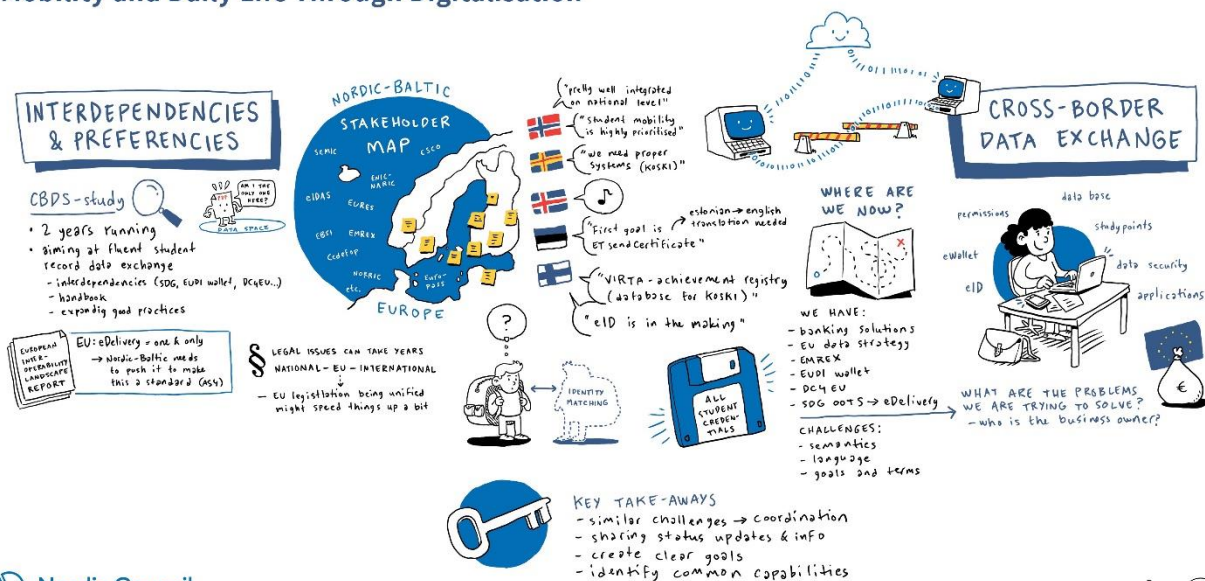 Mobility and Daily Life Through Digitalisation
INTERDEPENDENCIES
& PREFERENCIES
CBDS-study
• 2 years running
• aiming at fluent student
record data exchange
- interdependencies (SDG, EUDI wallet, DC4EU...)
- handbook
- expandig good practices
PDF
AM I THE
ONLY ONE
HERE?
DATA SPACE
EUROPEAN
INTER-
OPERABILITY
LANDSCAPE
REPORT
EU: eDelivery = one & only
→ Nordic-Baltic needs
to push it to make
this a standard (AS4)
NORDIC-BALTIC
STAKEHOLDER
MAP
SEMIC
CSCO
ENIC-
NARIC
eIDAS
EURES
EBSI
EMREX
Cedefop
NORRIC
etc.
Euro-
pass
EUROPE
"pretly well integrated
on national level"
"student mobility
is highly prioritised"
"we need proper
systems (KOSKI)"
♪
"First goal is
ET sendCertificate"
estonian → english
translation needed
"VIRTA - achievement registry
(database for KOSKI)"
"eID is in the making"
§ LEGAL ISSUES CAN TAKE YEARS
NATIONAL - EU - INTERNATIONAL
↓
- EU legistlation being unified
might speed things up a bit
?
IDENTITY
MATCHING
ALL
STUDENT
CREDEN-
TIALS
CROSS-BORDER
DATA EXCHANGE
WHERE ARE
WE NOW?
WE HAVE:
- banking solutions
- EU data strategy
- EMREX
- EUDI wallet
- DC4EU
- SDG OOTS → eDelivery
CHALLENGES:
- semantics
- language
- goals and terms
data base
permissions
studypoints
eWallet
data security
eID
applications
€
WHAT ARE THE PROBLEMS
WE ARE TRYING TO SOLVE?
- who is the business owner?
KEY TAKE-AWAYS
- similar challenges → coordination
- sharing status updates & info
- create clear goals
- identify common capabilities